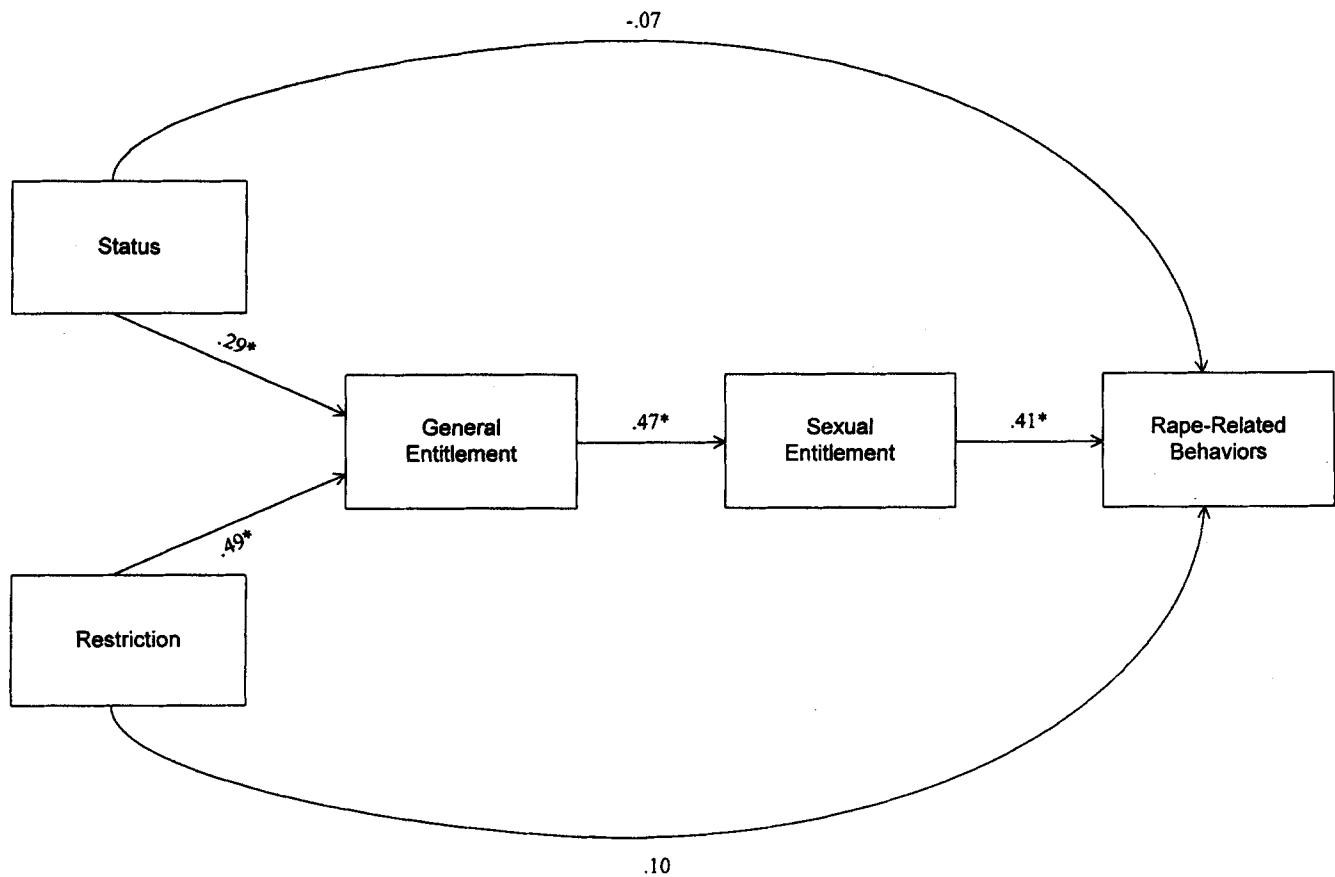 -.07
Status
.29*
General
Entitlement
.47*
Sexual
Entitlement
.41*
Rape-Related
Behaviors
.49*
Restriction
.10